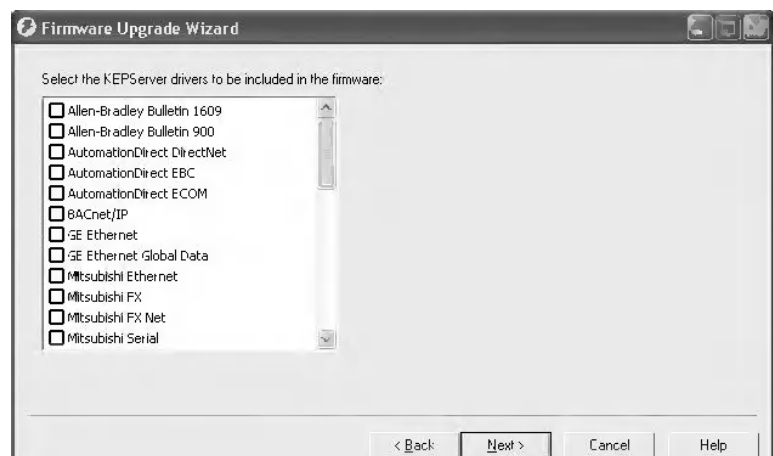 Firmware Upgrade Wizard
Select the KEPServer drivers to be included in the firmware:
Allen-Bradley Bulletin 1609
Allen-Bradley Bulletin 900
AutomationDirect DirectNet
AutomationDirect EBC
AutomationDirect ECOM
BACnet/IP
GE Ethernet
GE Ethernet Global Data
Mitsubishi Ethernet
Mitsubishi FX
Mitsubishi FX Net
Mitsubishi Serial
< Back Next > Cancel Help